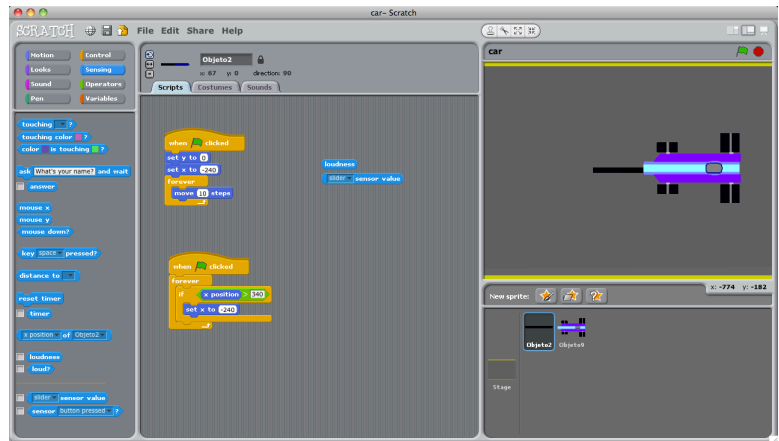 car- Scratch
SCRATCH File Edit Share Help
Motion Control
Looks Sensing
Sound Operators
Pen Variables
touching ?
touching color ?
color is touching ?
ask What's your name? and wait
answer
mouse x
mouse y
mouse down?
key space pressed?
distance to
reset timer
timer
x position of Objeto2
loudness
loud?
slider sensor value
sensor button pressed ?
Objeto2
x: 67 y: 0 direction: 90
Scripts Costumes Sounds
when clicked
set y to 0
set x to -240
forever
move 10 steps
loudness
slider sensor value
when clicked
forever
if x position > 340
set x to -240
car
x: -774 y: -182
New sprite:
Objeto2 Objeto9
Stage